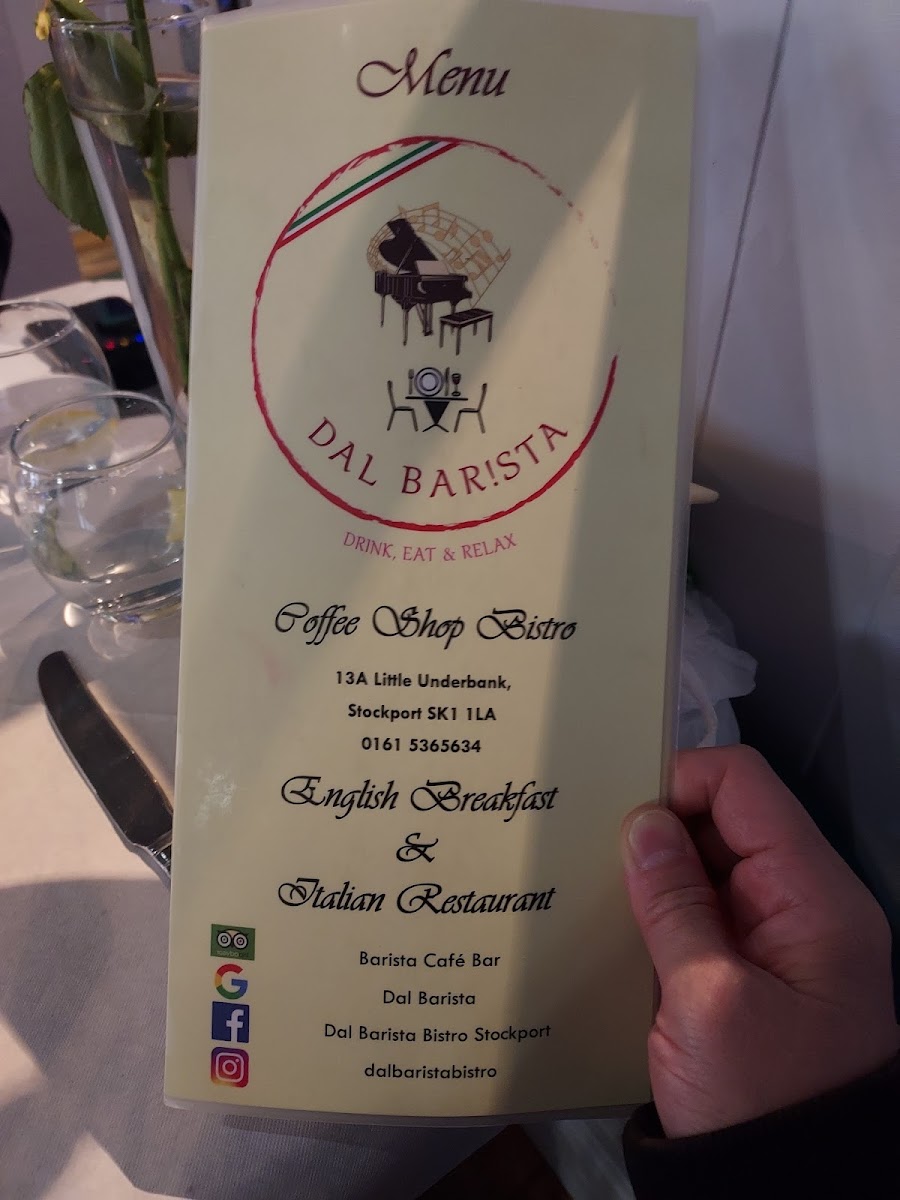 Menu
DAL BAR!STA
DRINK, EAT & RELAX
Coffee Shop Bistro
13A Little Underbank,
Stockport SK1 1LA
0161 5365634
English Breakfast
&
Italian Restaurant
Barista Café Bar
Dal Barista
Dal Barista Bistro Stockport
dalbaristabistro